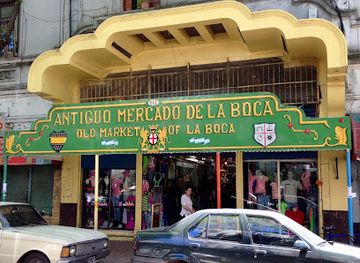 ANTIGUO MERCADO DE LA BOCA
OLD MARKET OF LA BOCA